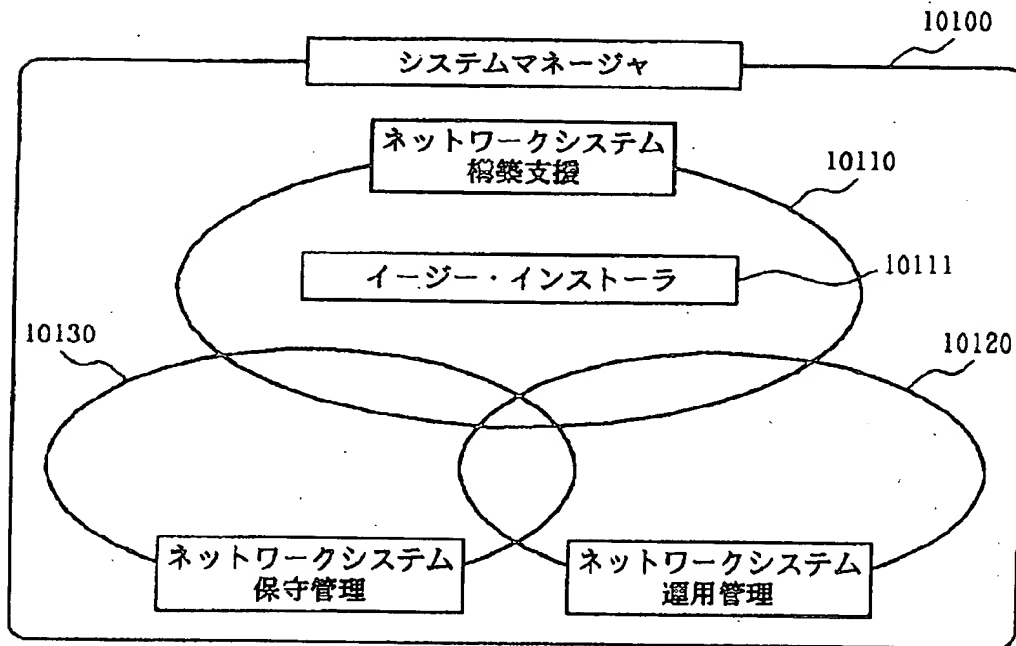 10100
システムマネージャ
ネットワークシステム
構築支援
10110
イージー・インストーラ
10111
10130
10120
ネットワークシステム
保守管理
ネットワークシステム
運用管理